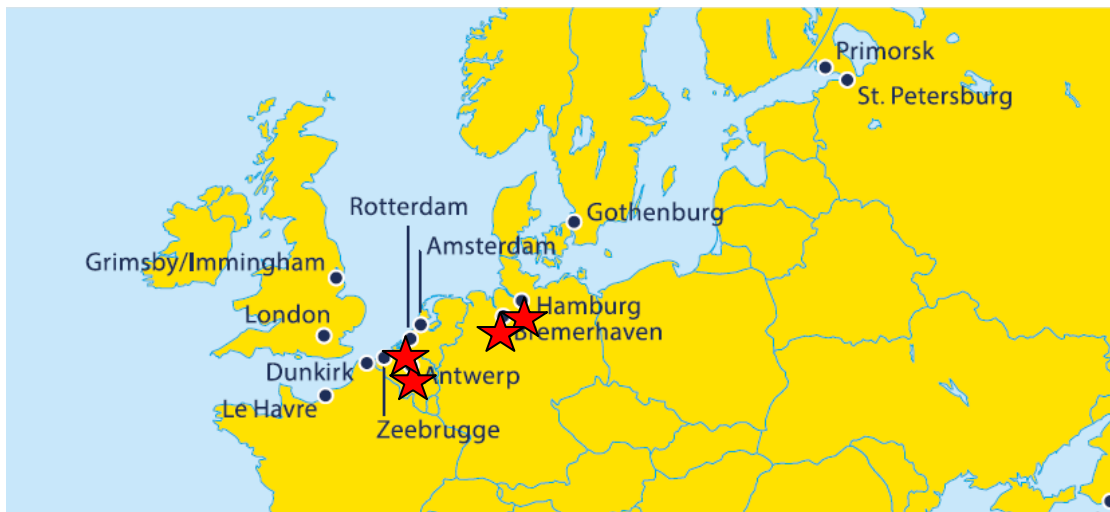 Primorsk
St. Petersburg
Rotterdam
Gothenburg
Amsterdam
Grimsby/Immingham
Hamburg
London
Bremerhaven
Dunkirk
Antwerp
Le Havre
Zeebrugge